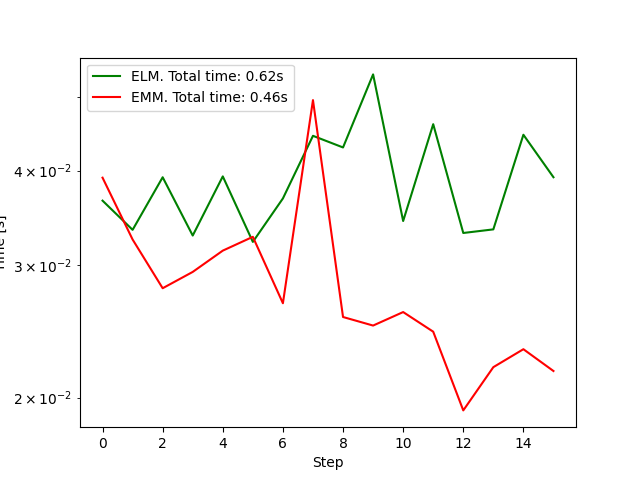 ELM. Total time: 0.62s
EMM. Total time: 0.46s
4 × 10⁻²
3 × 10⁻²
2 × 10⁻²
Time [s]
0 2 4 6 8 10 12 14
Step